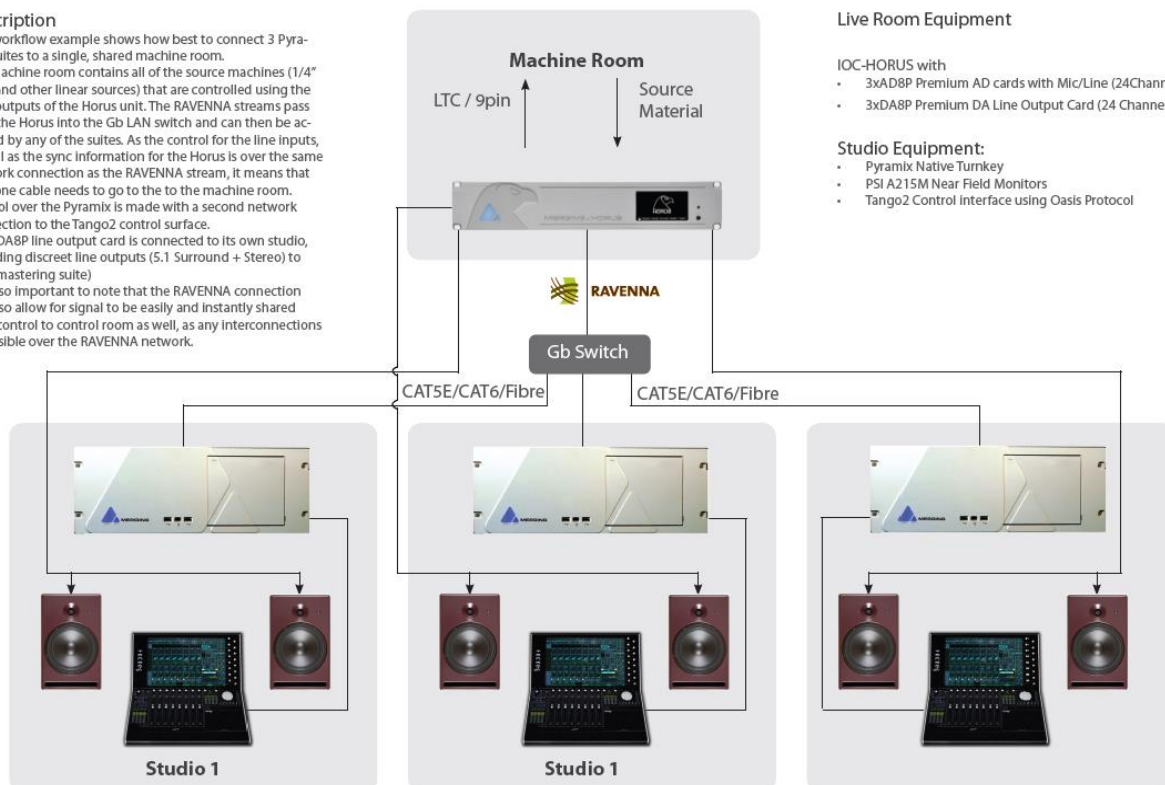 cription
workflow example shows how best to connect 3 Pyra-
uites to a single, shared machine room.
achine room contains all of the source machines (1/4”
and other linear sources) that are controlled using the
outputs of the Horus unit. The RAVENNA streams pass
the Horus into the Gb LAN switch and can then be ac-
d by any of the suites. As the control for the line inputs,
ll as the sync information for the Horus is over the same
ork connection as the RAVENNA stream, it means that
one cable needs to go to the to the machine room.
ol over the Pyramix is made with a second network
ection to the Tango2 control surface.
DA8P line output card is connected to its own studio,
ding discreet line outputs (5.1 Surround + Stereo) to
mastering suite)
so important to note that the RAVENNA connection
so allow for signal to be easily and instantly shared
control to control room as well, as any interconnections
sible over the RAVENNA network.
Machine Room
LTC / 9pin
Source
Material
HORUS
RAVENNA
Gb Switch
CAT5E/CAT6/Fibre
CAT5E/CAT6/Fibre
Live Room Equipment
IOC-HORUS with
• 3xAD8P Premium AD cards with Mic/Line (24Chann
• 3xDA8P Premium DA Line Output Card (24 Channe
Studio Equipment:
• Pyramix Native Turnkey
• PSI A215M Near Field Monitors
• Tango2 Control interface using Oasis Protocol
MERGING
MERGING
MERGING
Studio 1
Studio 1